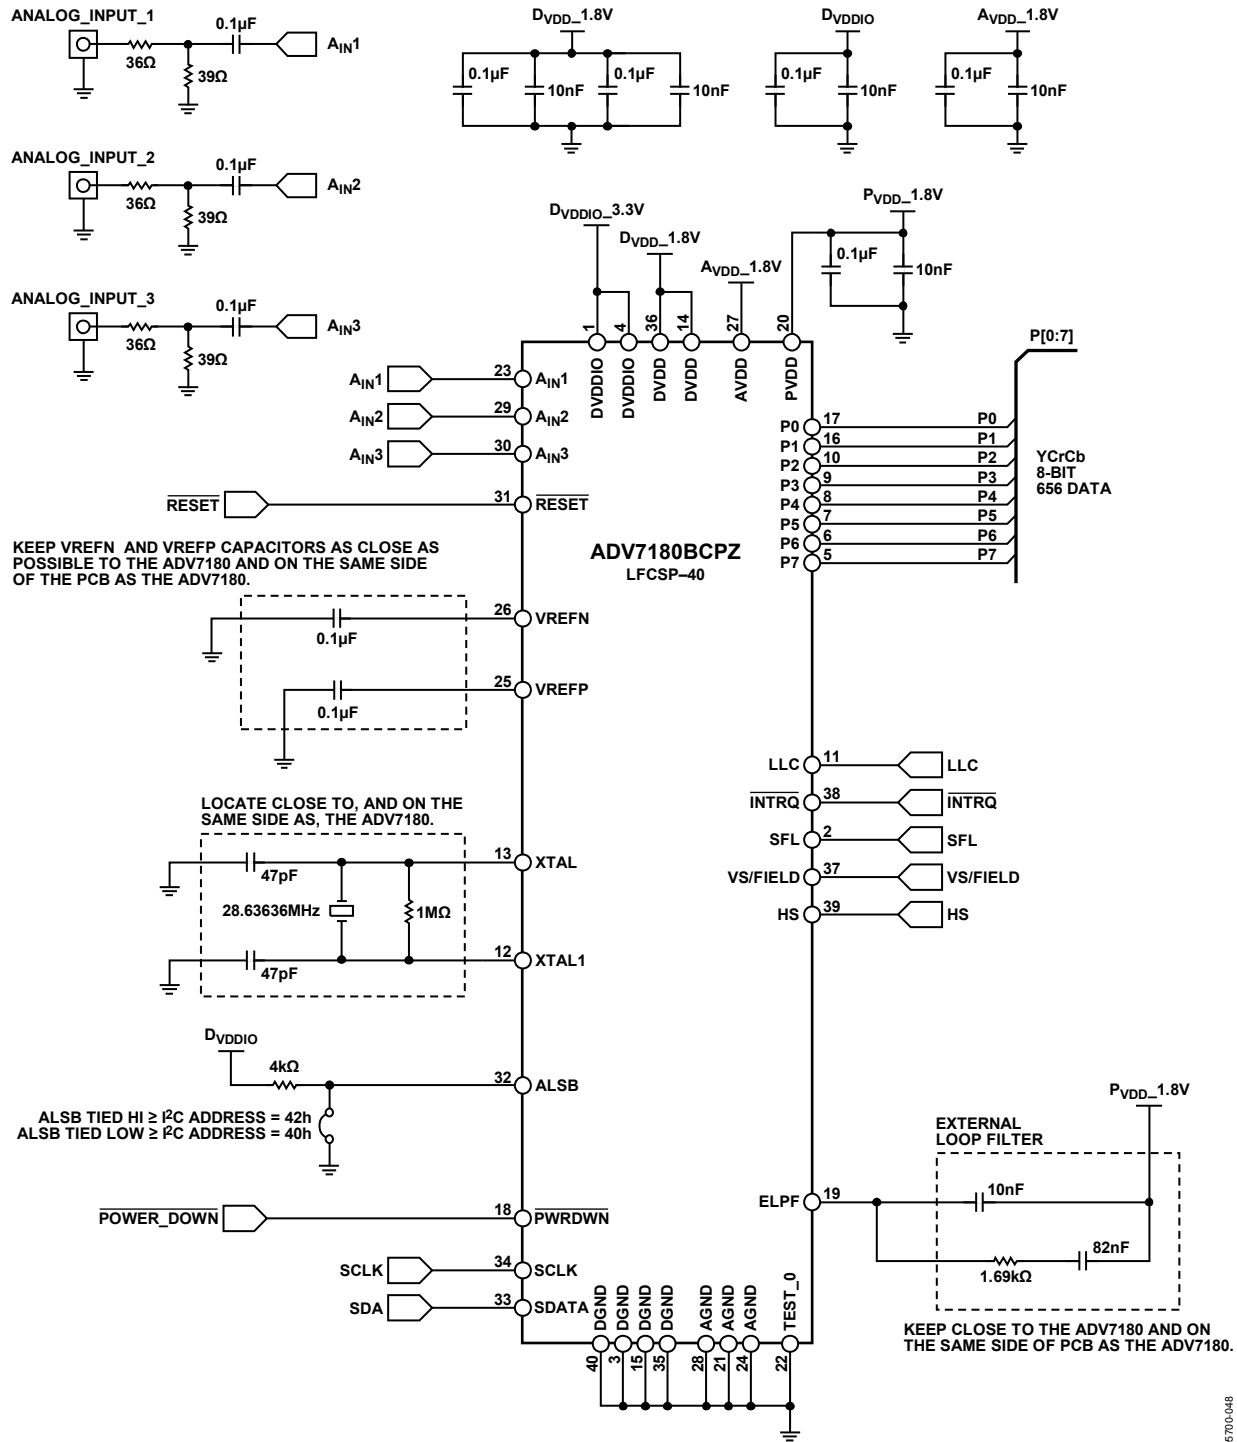 ANALOG_INPUT_1
0.1µF
36Ω
39Ω
AIN1
ANALOG_INPUT_2
0.1µF
36Ω
39Ω
AIN2
ANALOG_INPUT_3
0.1µF
36Ω
39Ω
AIN3
DVDD_1.8V
0.1µF
10nF
0.1µF
10nF
DVDDIO
0.1µF
10nF
AVDD_1.8V
0.1µF
10nF
DVDDIO_3.3V
DVDD_1.8V
AVDD_1.8V
PVDD_1.8V
0.1µF
10nF
1
4
36
14
27
20
DVDDIO
DVDDIO
DVDD
DVDD
AVDD
PVDD
AIN1
23
AIN1
AIN2
29
AIN2
AIN3
30
AIN3
RESET
31
RESET
P[0:7]
P0
17
P0
P1
16
P1
P2
10
P2
P3
9
P3
P4
8
P4
P5
7
P5
P6
6
P6
P7
5
P7
YCrCb
8-BIT
656 DATA
ADV7180BCPZ
LFCSP–40
KEEP VREFN AND VREFP CAPACITORS AS CLOSE AS
POSSIBLE TO THE ADV7180 AND ON THE SAME SIDE
OF THE PCB AS THE ADV7180.
26
VREFN
0.1µF
25
VREFP
0.1µF
LLC
11
LLC
INTRQ
38
INTRQ
SFL
2
SFL
VS/FIELD
37
VS/FIELD
HS
39
HS
LOCATE CLOSE TO, AND ON THE
SAME SIDE AS, THE ADV7180.
13
XTAL
47pF
28.63636MHz
1MΩ
12
XTAL1
47pF
DVDDIO
4kΩ
32
ALSB
ALSB TIED HI ≥ I2C ADDRESS = 42h
ALSB TIED LOW ≥ I2C ADDRESS = 40h
PVDD_1.8V
EXTERNAL
LOOP FILTER
ELPF
19
10nF
82nF
1.69kΩ
KEEP CLOSE TO THE ADV7180 AND ON
THE SAME SIDE OF PCB AS THE ADV7180.
POWER_DOWN
18
PWRDWN
SCLK
34
SCLK
SDA
33
SDATA
DGND
DGND
DGND
DGND
AGND
AGND
AGND
TEST_0
40
3
15
35
28
21
24
22
5700-048